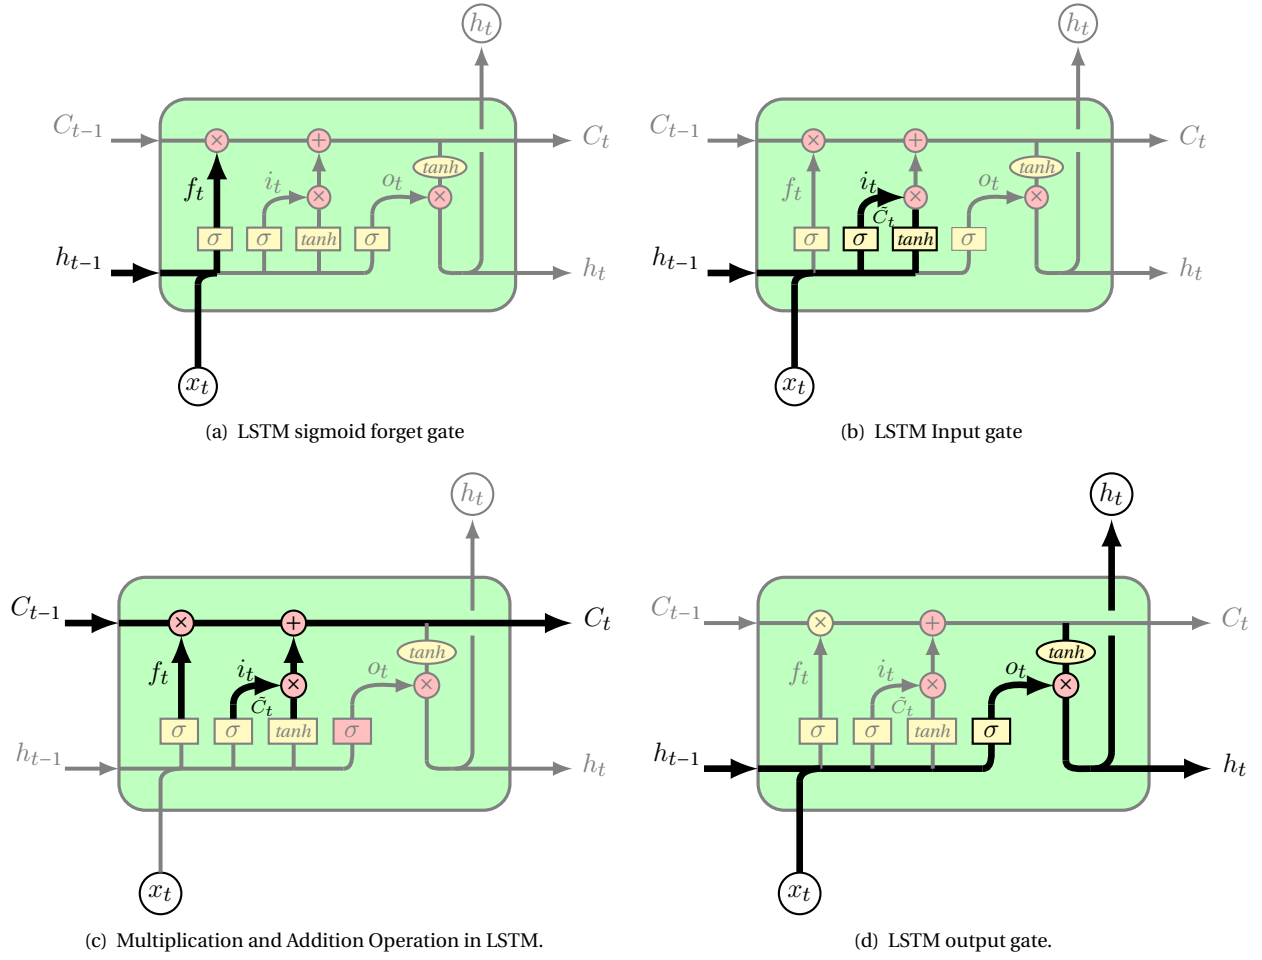 h_t
C_{t−1} × + C_t
tanh
f_t i_t × o_t ×
σ σ tanh σ
h_{t−1} h_t
x_t
(a) LSTM sigmoid forget gate
h_t
C_{t−1} × + C_t
tanh
f_t i_t × o_t ×
C̃_t
σ σ tanh σ
h_{t−1} h_t
x_t
(b) LSTM Input gate
h_t
C_{t−1} × + C_t
tanh
f_t i_t × o_t ×
C̃_t
σ σ tanh σ
h_{t−1} h_t
x_t
(c) Multiplication and Addition Operation in LSTM.
h_t
C_{t−1} × + C_t
tanh
f_t i_t × o_t ×
C̃_t
σ σ tanh σ
h_{t−1} h_t
x_t
(d) LSTM output gate.